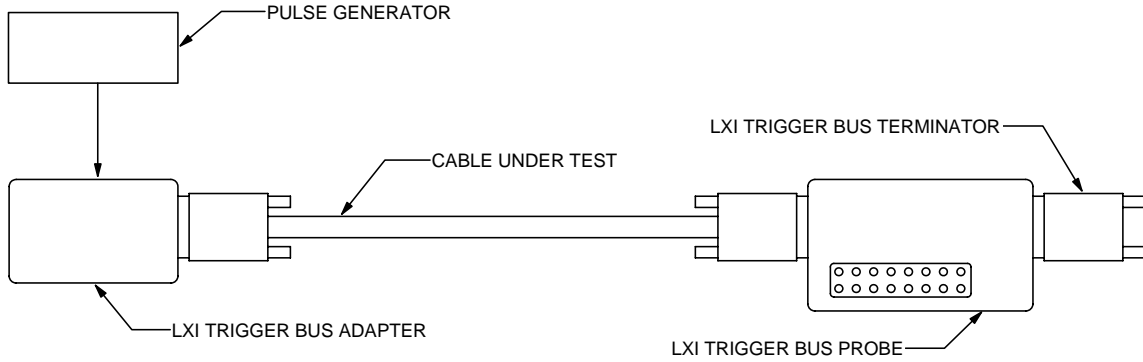 PULSE GENERATOR
LXI TRIGGER BUS TERMINATOR
CABLE UNDER TEST
LXI TRIGGER BUS ADAPTER
LXI TRIGGER BUS PROBE